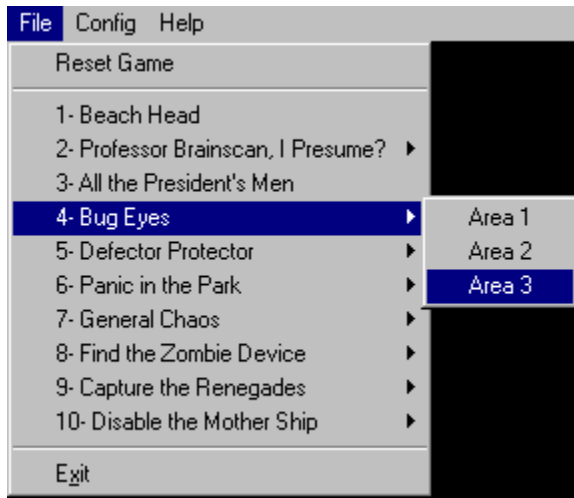 File Config Help
Reset Game
1- Beach Head
2- Professor Brainscan, I Presume?
3- All the President's Men
4- Bug Eyes
Area 1
5- Defector Protector
Area 2
6- Panic in the Park
Area 3
7- General Chaos
8- Find the Zombie Device
9- Capture the Renegades
10- Disable the Mother Ship
Exit